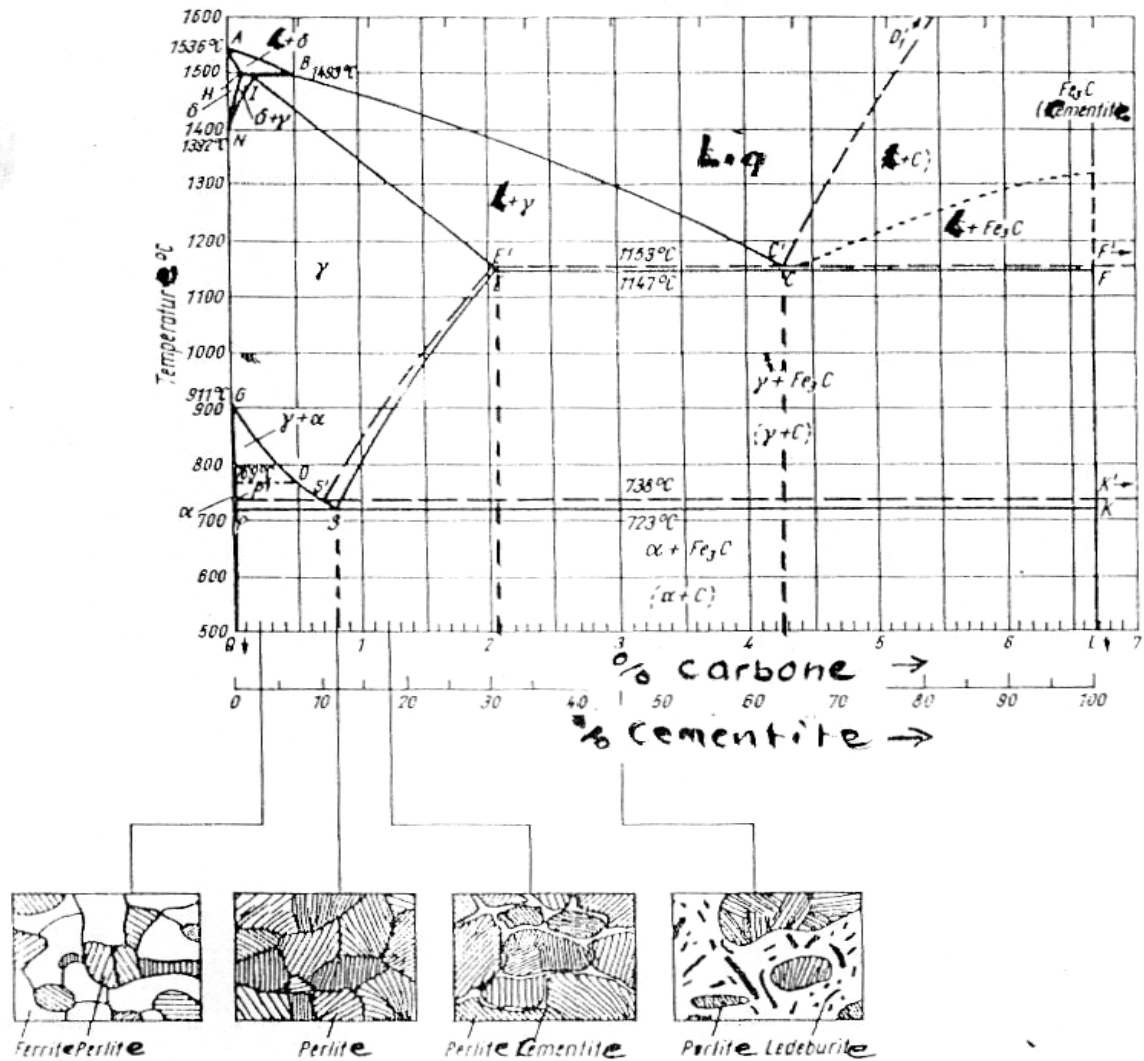 1600
1536°C A
L+δ
D₁'
B 1493°C
1500
H
I
δ
δ+γ
Fe₃C
(Cementite
1400
N
1392°C
+C)
1300
L+γ
L+Fe₃C
1200
E'
1153°C
C'
F'
E
1147°C
C
F
γ
1100
Temperature °C
1000
γ+Fe₃C
911°C G
900
γ+α
(γ+C)
800
O
P'
S'
738°C
K'
α
P
S
723°C
K
700
α+Fe₃C
600
(α+C)
500
Q 1 2 3 4 5 6 L 7
% carbone →
0 10 20 30 40 50 60 70 80 85 90 100
% cementite →
Ferrite Perlite
Perlite
Perlite Cementite
Perlite Ledeburite